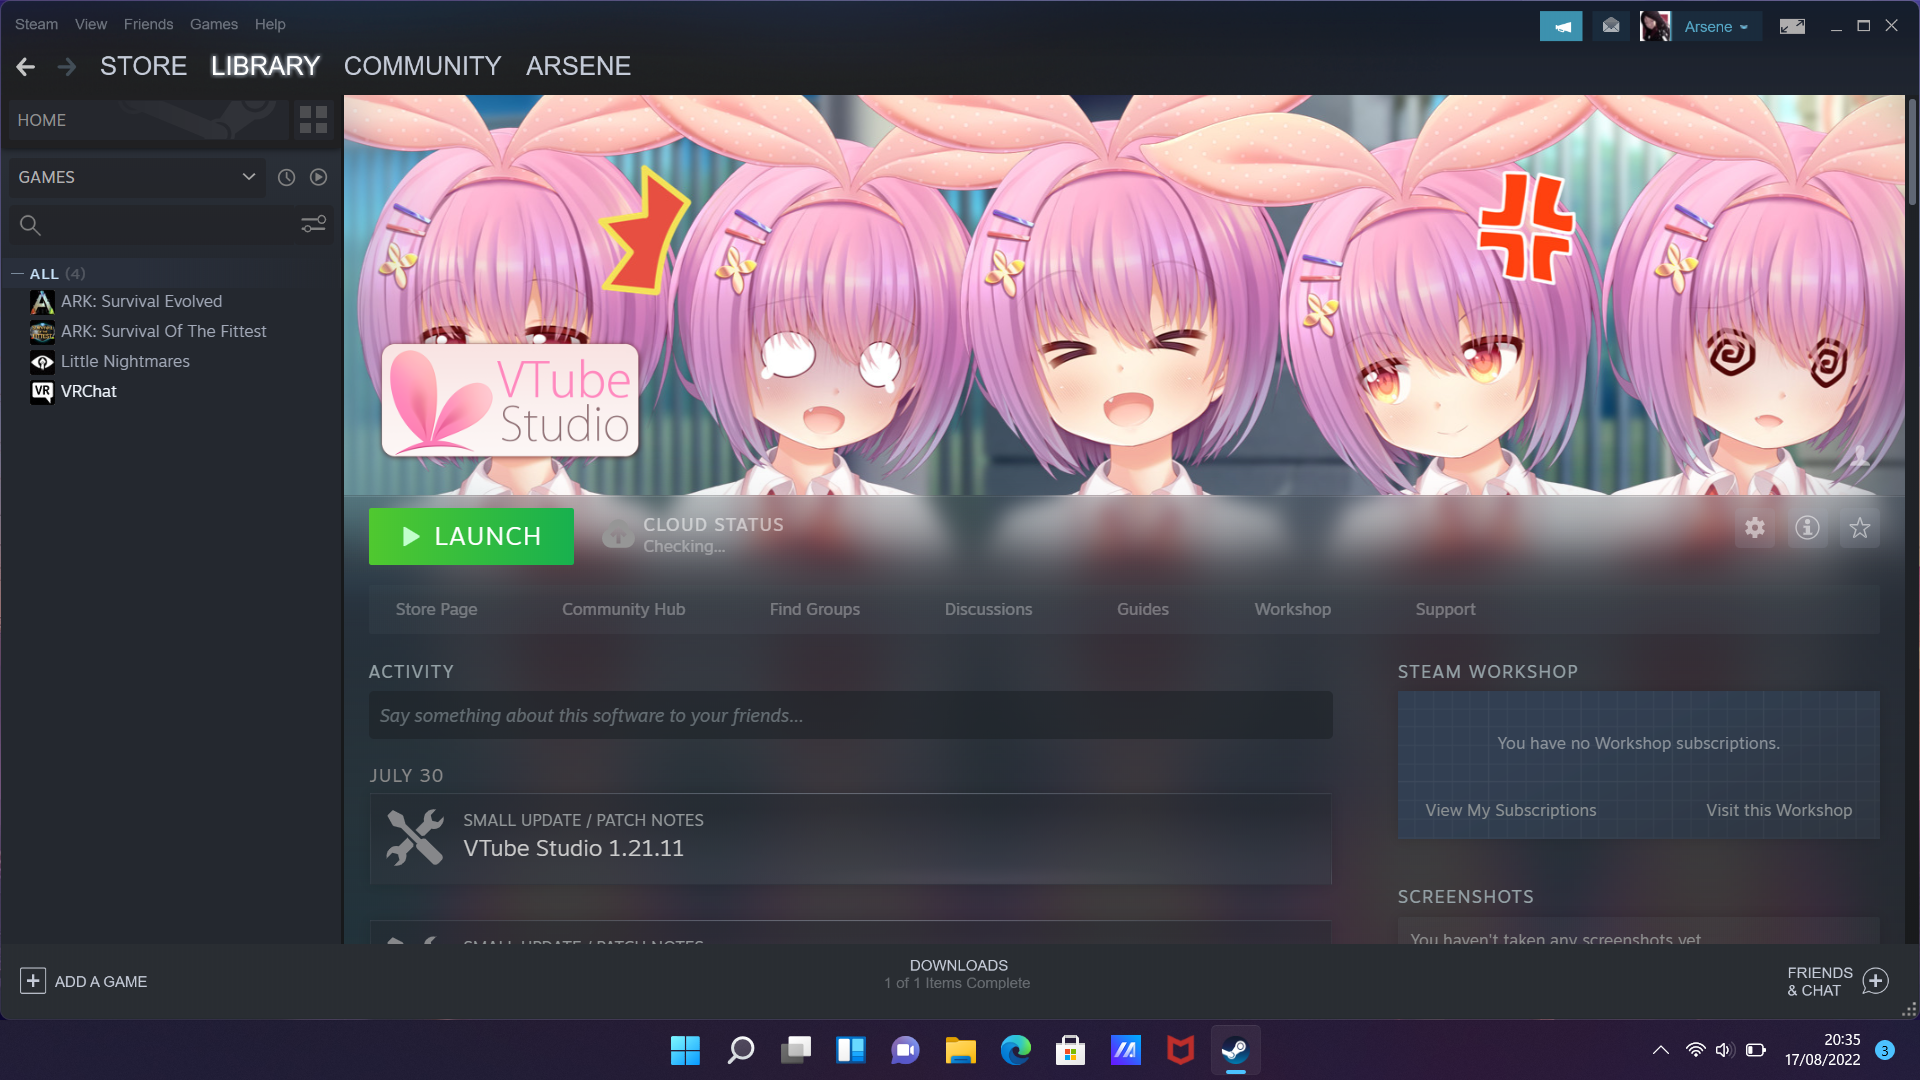 Steam View Friends Games Help
Arsene
STORE LIBRARY COMMUNITY ARSENE
HOME
GAMES
ALL (4)
ARK: Survival Evolved
ARK: Survival Of The Fittest
Little Nightmares
VRChat
VTube
Studio
LAUNCH
CLOUD STATUS
Checking...
Store Page Community Hub Find Groups Discussions Guides Workshop Support
ACTIVITY
Say something about this software to your friends...
JULY 30
SMALL UPDATE / PATCH NOTES
VTube Studio 1.21.11
SMALL UPDATE / PATCH NOTES
STEAM WORKSHOP
You have no Workshop subscriptions.
View My Subscriptions Visit this Workshop
SCREENSHOTS
You haven't taken any screenshots yet
ADD A GAME
DOWNLOADS
1 of 1 Items Complete
FRIENDS
& CHAT
20:35
17/08/2022
3